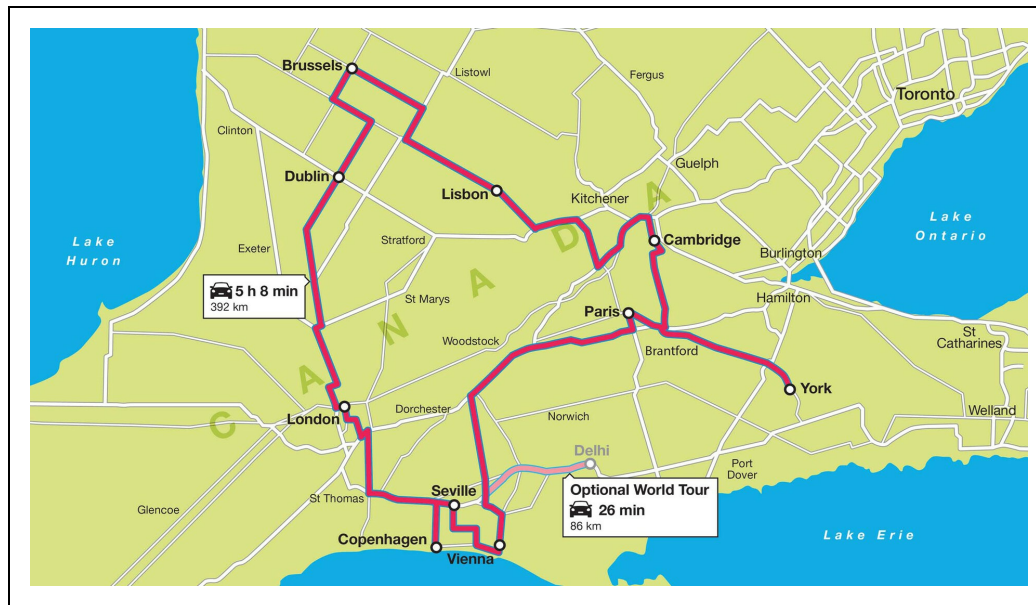 Brussels
Listowl
Fergus
Toronto
Clinton
Guelph
Dublin
Lisbon
Kitchener
Lake
Huron
Exeter
Stratford
Cambridge
Lake
Ontario
Burlington
5 h 8 min
392 km
St Marys
Hamilton
Paris
Woodstock
Brantford
St
Catharines
CANADA
York
London
Dorchester
Norwich
Welland
Delhi
Port
Dover
St Thomas
Seville
Optional World Tour
26 min
86 km
Glencoe
Copenhagen
Vienna
Lake Erie